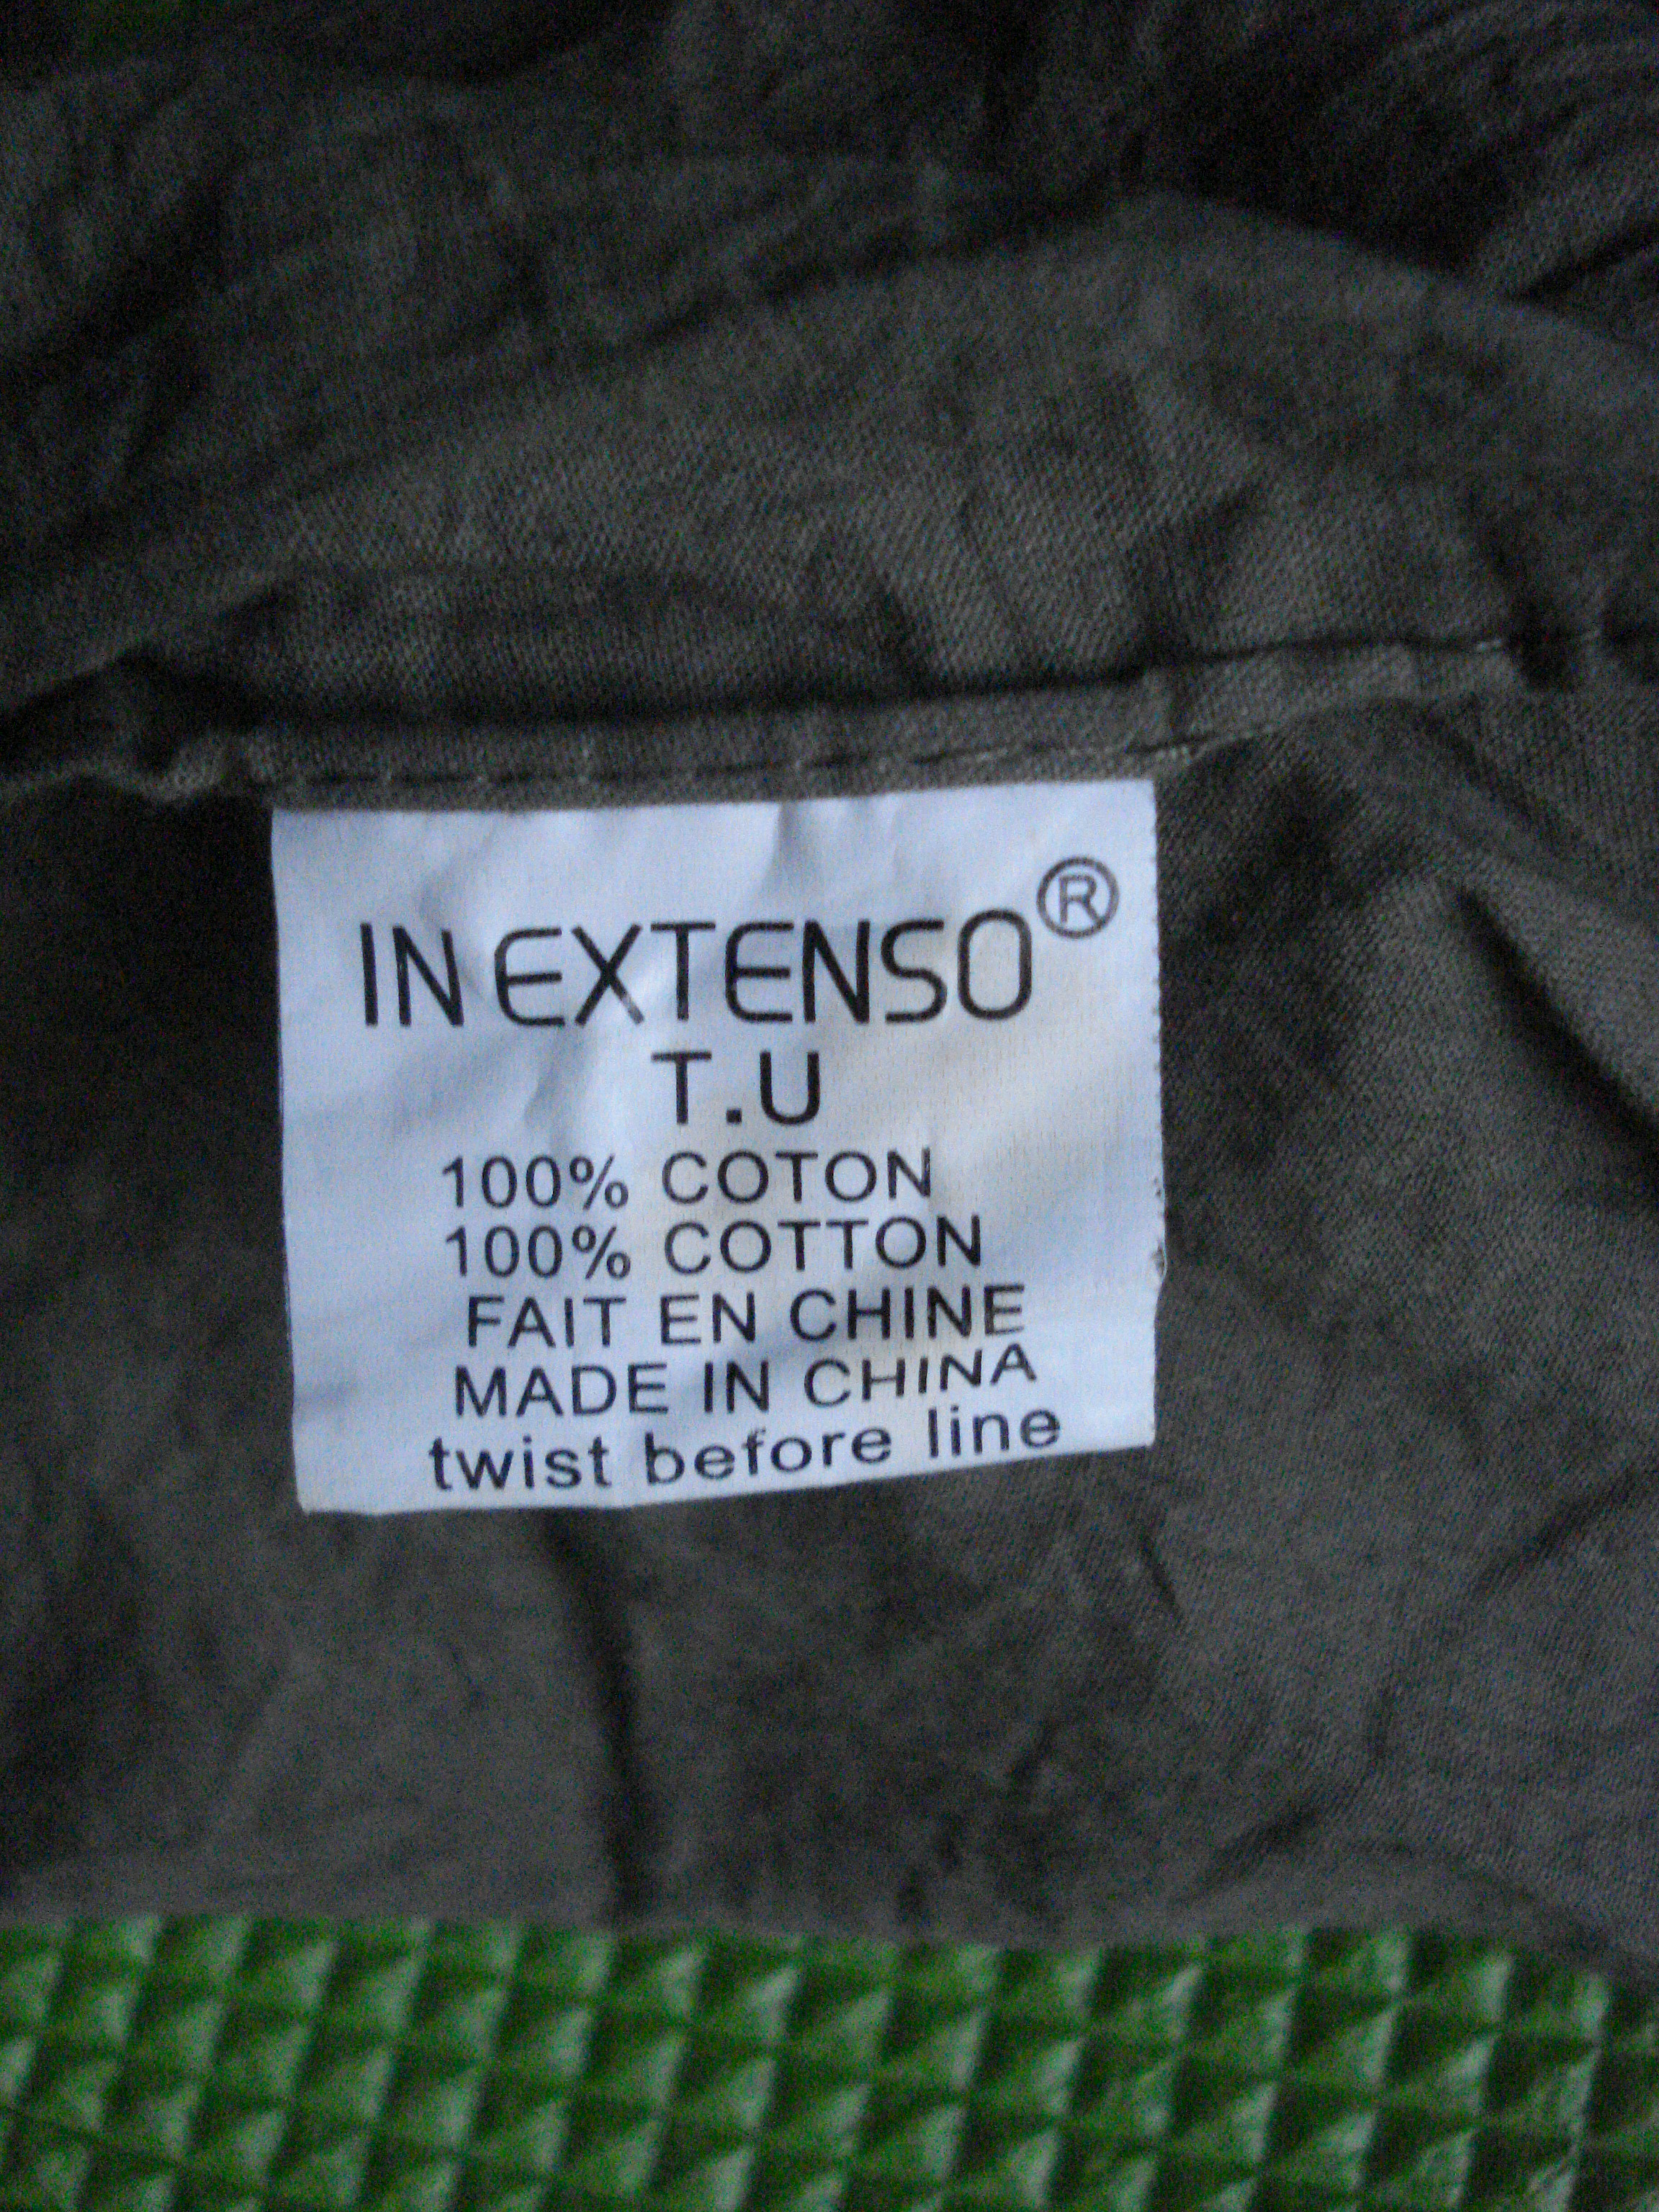 IN EXTENSO®
T.U
100% COTON
100% COTTON
FAIT EN CHINE
MADE IN CHINA
twist before line